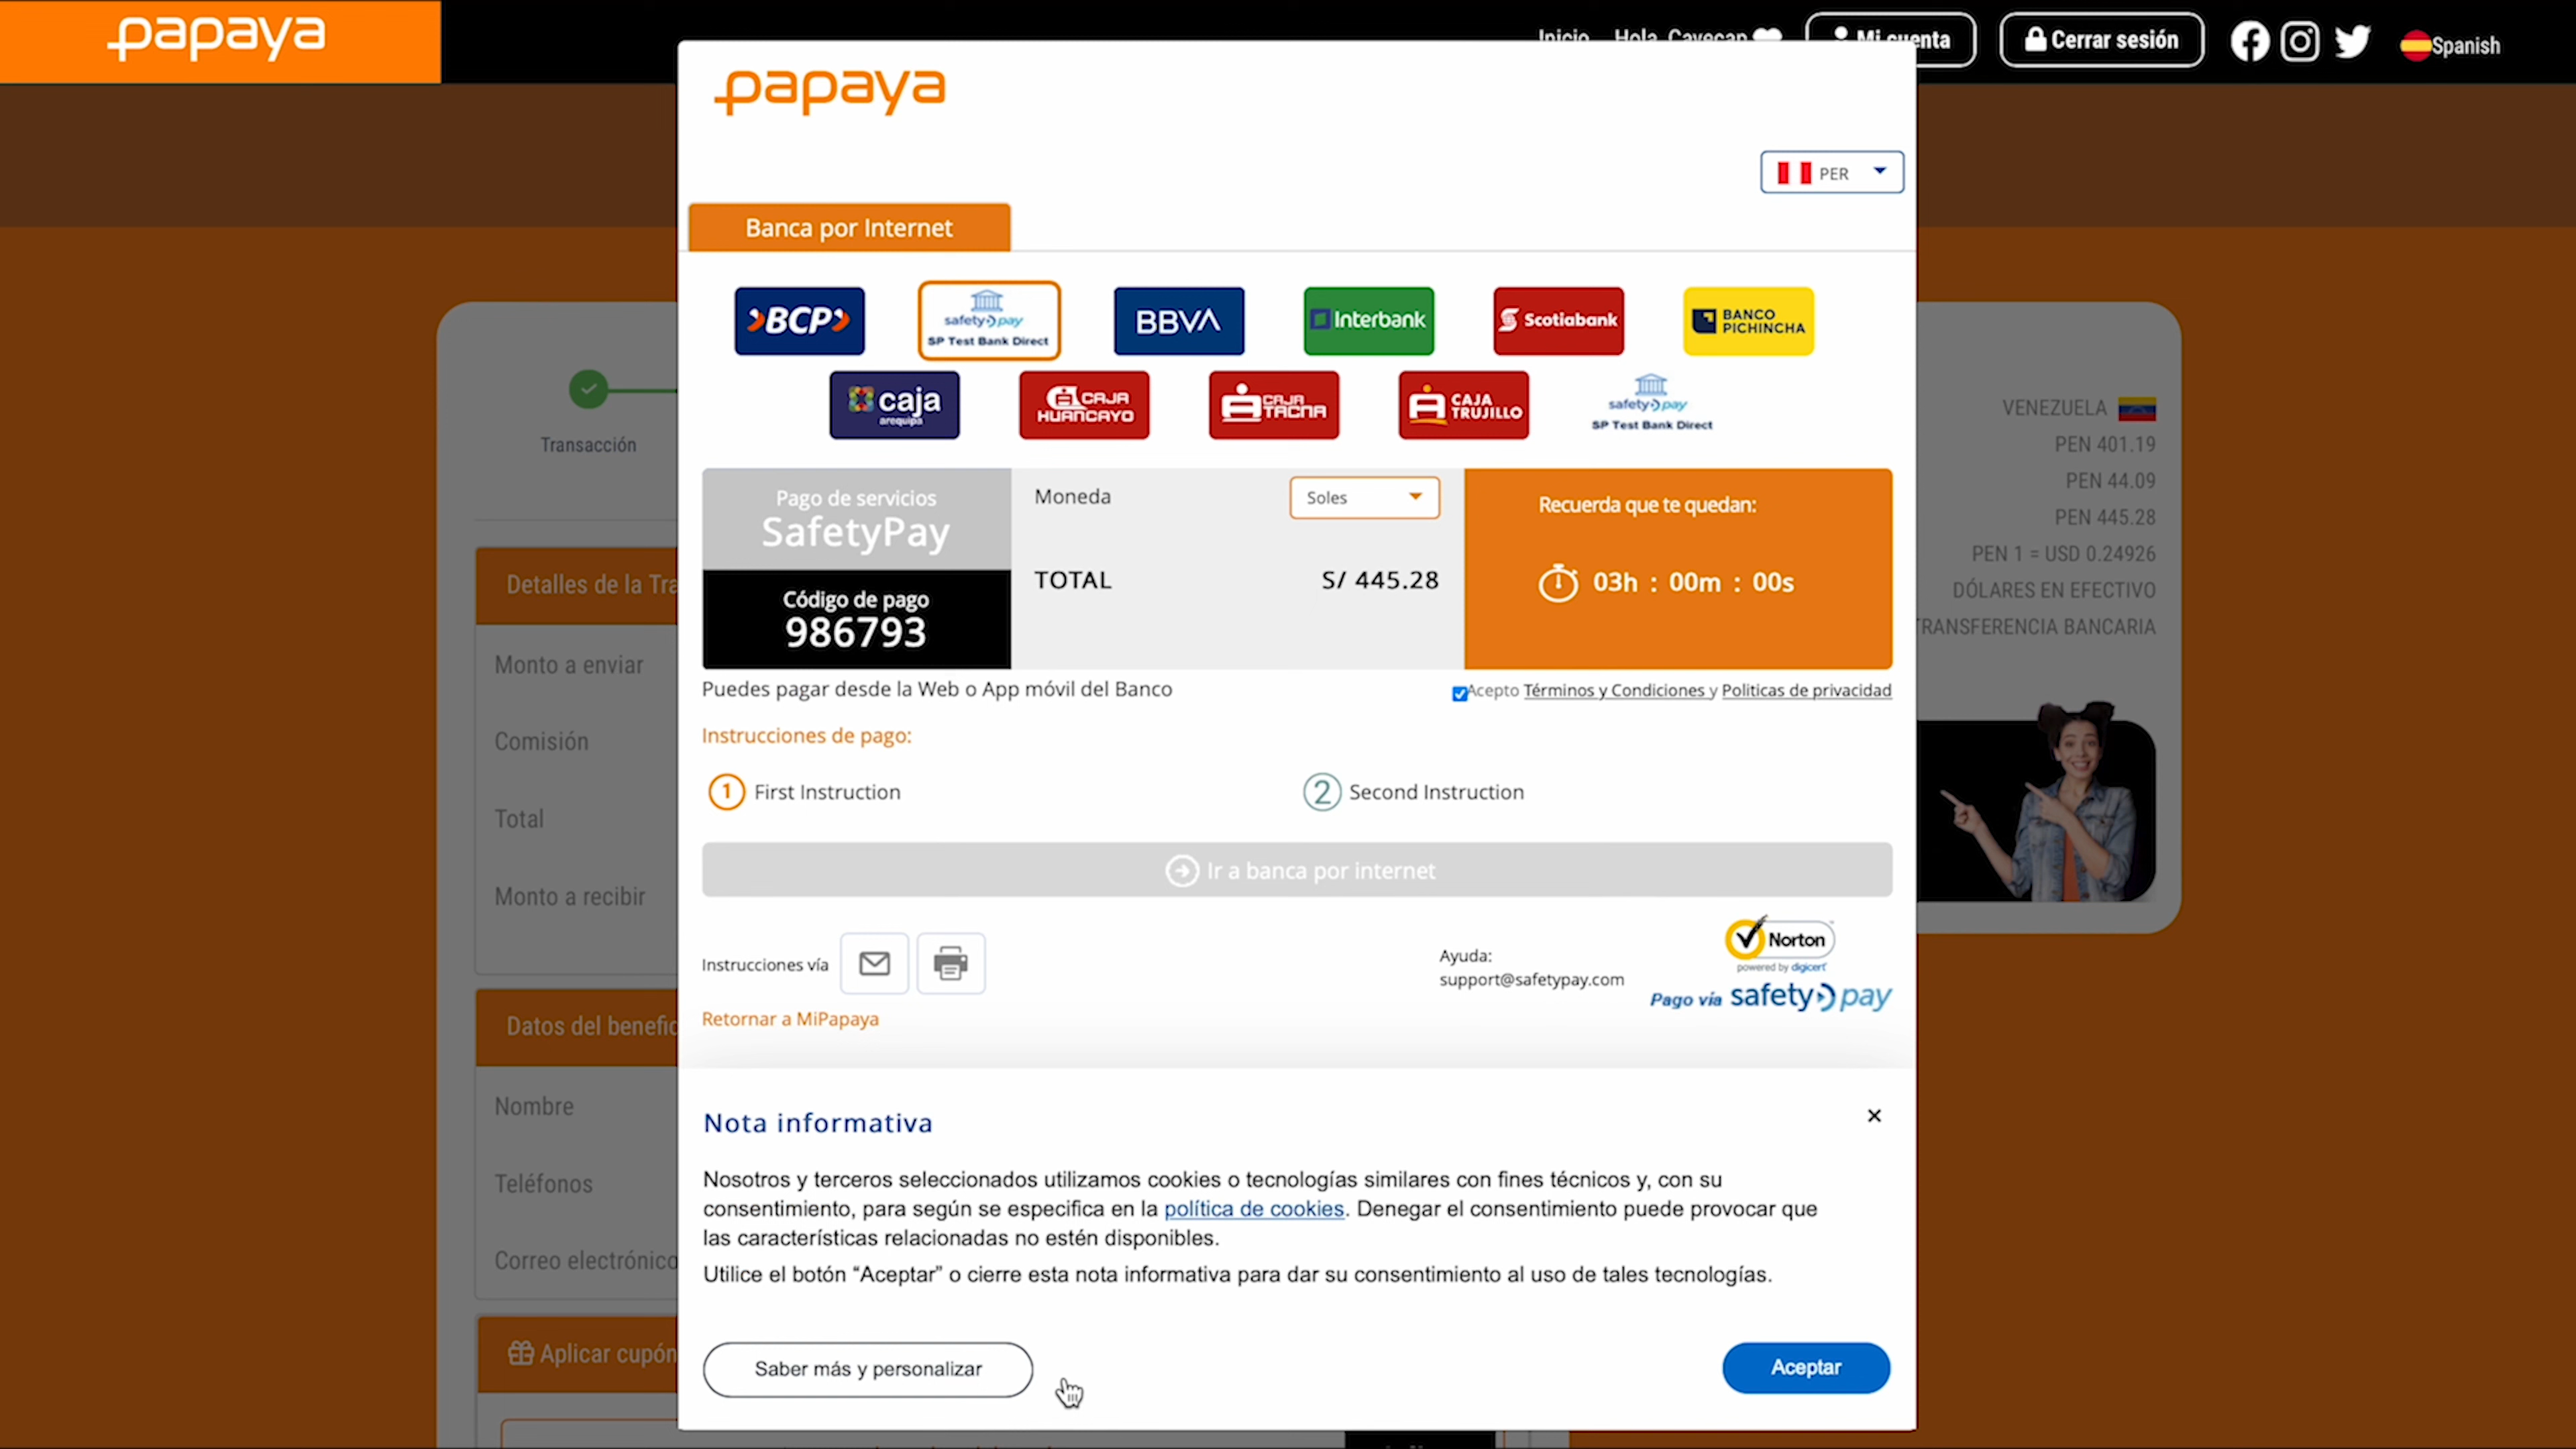 papaya
Inicio
Hola, Cayecan
Mi cuenta
Cerrar sesión
Spanish
papaya
PER
Banca por Internet
BCP
safetypay
SP Test Bank Direct
BBVA
Interbank
Scotiabank
BANCO
PICHINCHA
caja
arequipa
CAJA
HUANCAYO
CAJA
TACNA
CAJA
TRUJILLO
safetypay
SP Test Bank Direct
Transacción
VENEZUELA
PEN 401.19
PEN 44.09
PEN 445.28
PEN 1 = USD 0.24926
DÓLARES EN EFECTIVO
TRANSFERENCIA BANCARIA
Pago de servicios
SafetyPay
Código de pago
986793
Moneda
Soles
TOTAL
S/ 445.28
Recuerda que te quedan:
03h : 00m : 00s
Puedes pagar desde la Web o App móvil del Banco
Acepto Términos y Condiciones y Politicas de privacidad
Instrucciones de pago:
1 First Instruction
2 Second Instruction
Ir a banca por internet
Instrucciones vía
Ayuda:
support@safetypay.com
Norton
powered by digicert
Pago vía safetypay
Retornar a MiPapaya
Detalles de la Tra
Monto a enviar
Comisión
Total
Monto a recibir
Datos del benefic
Nombre
Teléfonos
Correo electrónico
Aplicar cupón
Nota informativa
Nosotros y terceros seleccionados utilizamos cookies o tecnologías similares con fines técnicos y, con su
consentimiento, para según se especifica en la política de cookies. Denegar el consentimiento puede provocar que
las características relacionadas no estén disponibles.
Utilice el botón “Aceptar” o cierre esta nota informativa para dar su consentimiento al uso de tales tecnologías.
Saber más y personalizar
Aceptar